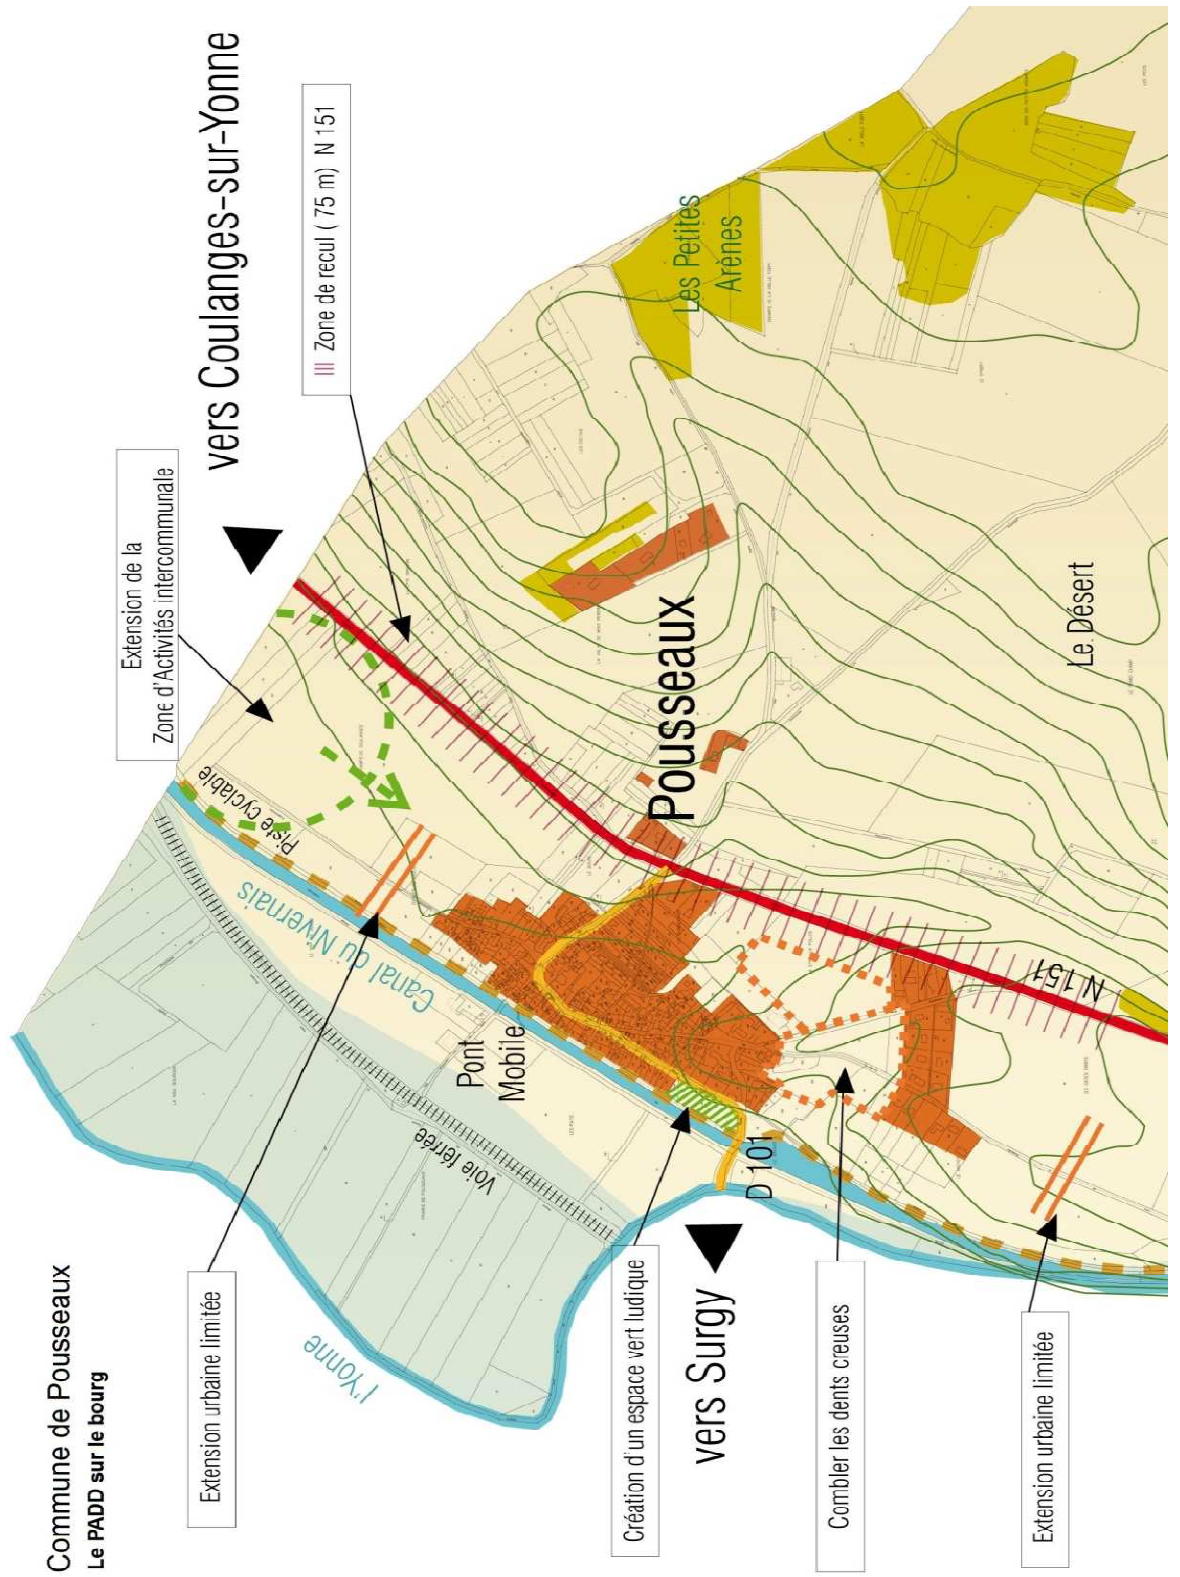 Commune de Pousseaux
Le PADD sur le bourg
vers Coulanges-sur-Yonne
||| Zone de recul ( 75 m) N 151
Extension de la
Zone d'Activités intercommunale
Les Petites
Arènes
Piste cyclable
Canal du Nivernais
Pousseaux
Le Désert
N 151
Pont
Mobile
Voie férrée
D 101
l'Yonne
Extension urbaine limitée
Création d'un espace vert ludique
vers Surgy
Combler les dents creuses
Extension urbaine limitée